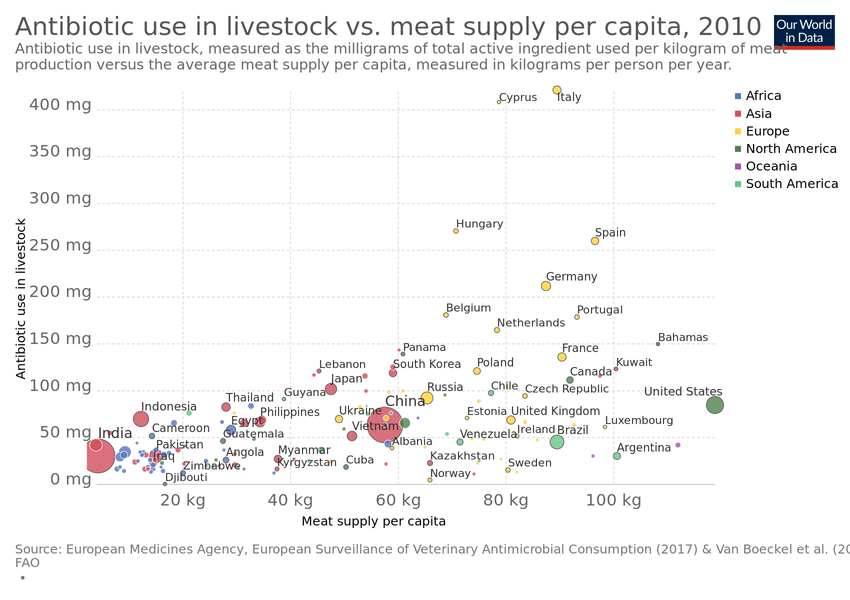 Antibiotic use in livestock vs. meat supply per capita, 2010
Our World
in Data
Antibiotic use in livestock, measured as the milligrams of total active ingredient used per kilogram of meat
production versus the average meat supply per capita, measured in kilograms per person per year.
Africa
Asia
Europe
North America
Oceania
South America
Antibiotic use in livestock
400 mg
350 mg
300 mg
250 mg
200 mg
150 mg
100 mg
50 mg
0 mg
Cyprus
Italy
Hungary
Spain
Germany
Belgium
Portugal
Netherlands
Bahamas
Panama
France
Lebanon
South Korea
Poland
Kuwait
Japan
Canada
Guyana
Russia
Chile
Czech Republic
United States
Thailand
China
Indonesia
Philippines
Ukraine
Estonia
United Kingdom
Egypt
Cameroon
Vietnam
Luxembourg
India
Guatemala
Venezuela
Ireland
Brazil
Pakistan
Albania
Argentina
Iraq
Angola
Myanmar
Kazakhstan
Zimbabwe
Kyrgyzstan
Cuba
Sweden
Djibouti
Norway
20 kg
40 kg
60 kg
80 kg
100 kg
Meat supply per capita
Source: European Medicines Agency, European Surveillance of Veterinary Antimicrobial Consumption (2017) & Van Boeckel et al. (20
FAO
•